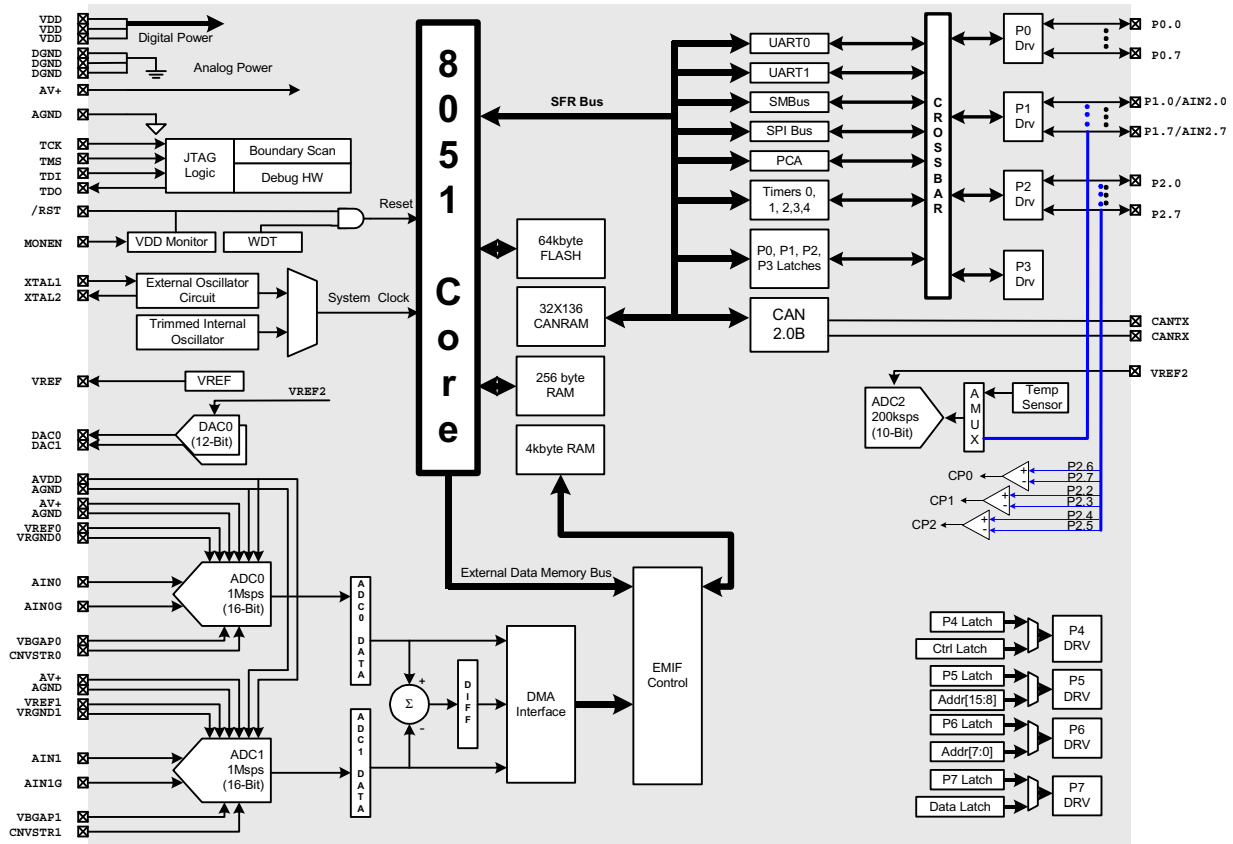 VDD
VDD
VDD
Digital Power
DGND
DGND
DGND
Analog Power
AV+
AGND
TCK
TMS
TDI
TDO
JTAG
Logic
Boundary Scan
Debug HW
/RST
Reset
MONEN
VDD Monitor
WDT
XTAL1
XTAL2
External Oscillator
Circuit
Trimmed Internal
Oscillator
System Clock
VREF
VREF
VREF2
DAC0
DAC1
DAC0
(12-Bit)
AVDD
AGND
AV+
AGND
VREF0
VRGND0
AIN0
AIN0G
ADC0
1Msps
(16-Bit)
VBGAP0
CNVSTR0
AV+
AGND
VREF1
VRGND1
AIN1
AIN1G
ADC1
1Msps
(16-Bit)
VBGAP1
CNVSTR1
8051 Core
SFR Bus
64kbyte
FLASH
32X136
CANRAM
256 byte
RAM
4kbyte RAM
External Data Memory Bus
ADC0 DATA
ADC1 DATA
+
Σ
-
DIFF
DMA
Interface
EMIF
Control
UART0
UART1
SMBus
SPI Bus
PCA
Timers 0,
1, 2,3,4
P0, P1, P2,
P3 Latches
CAN
2.0B
CROSSBAR
P0
Drv
P1
Drv
P2
Drv
P3
Drv
P0.0
P0.7
P1.0/AIN2.0
P1.7/AIN2.7
P2.0
P2.7
CANTX
CANRX
VREF2
ADC2
200ksps
(10-Bit)
AMUX
Temp
Sensor
CP0
+
-
P2.6
P2.7
CP1
+
-
P2.2
P2.3
CP2
+
-
P2.4
P2.5
P4 Latch
Ctrl Latch
P4
DRV
P5 Latch
Addr[15:8]
P5
DRV
P6 Latch
Addr[7:0]
P6
DRV
P7 Latch
Data Latch
P7
DRV